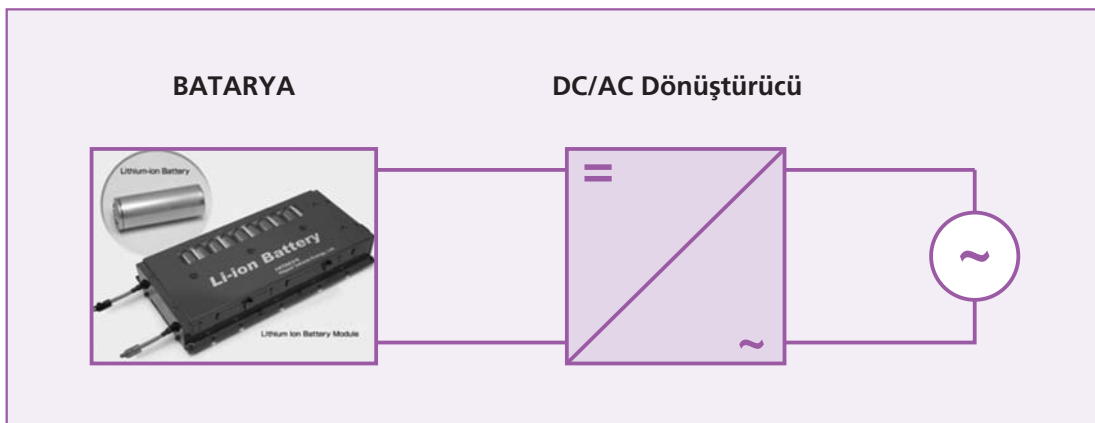 BATARYA
DC/AC Dönüştürücü
Lithium-ion Battery
Li-ion Battery
Lithium Ion Battery Module
=
~
~